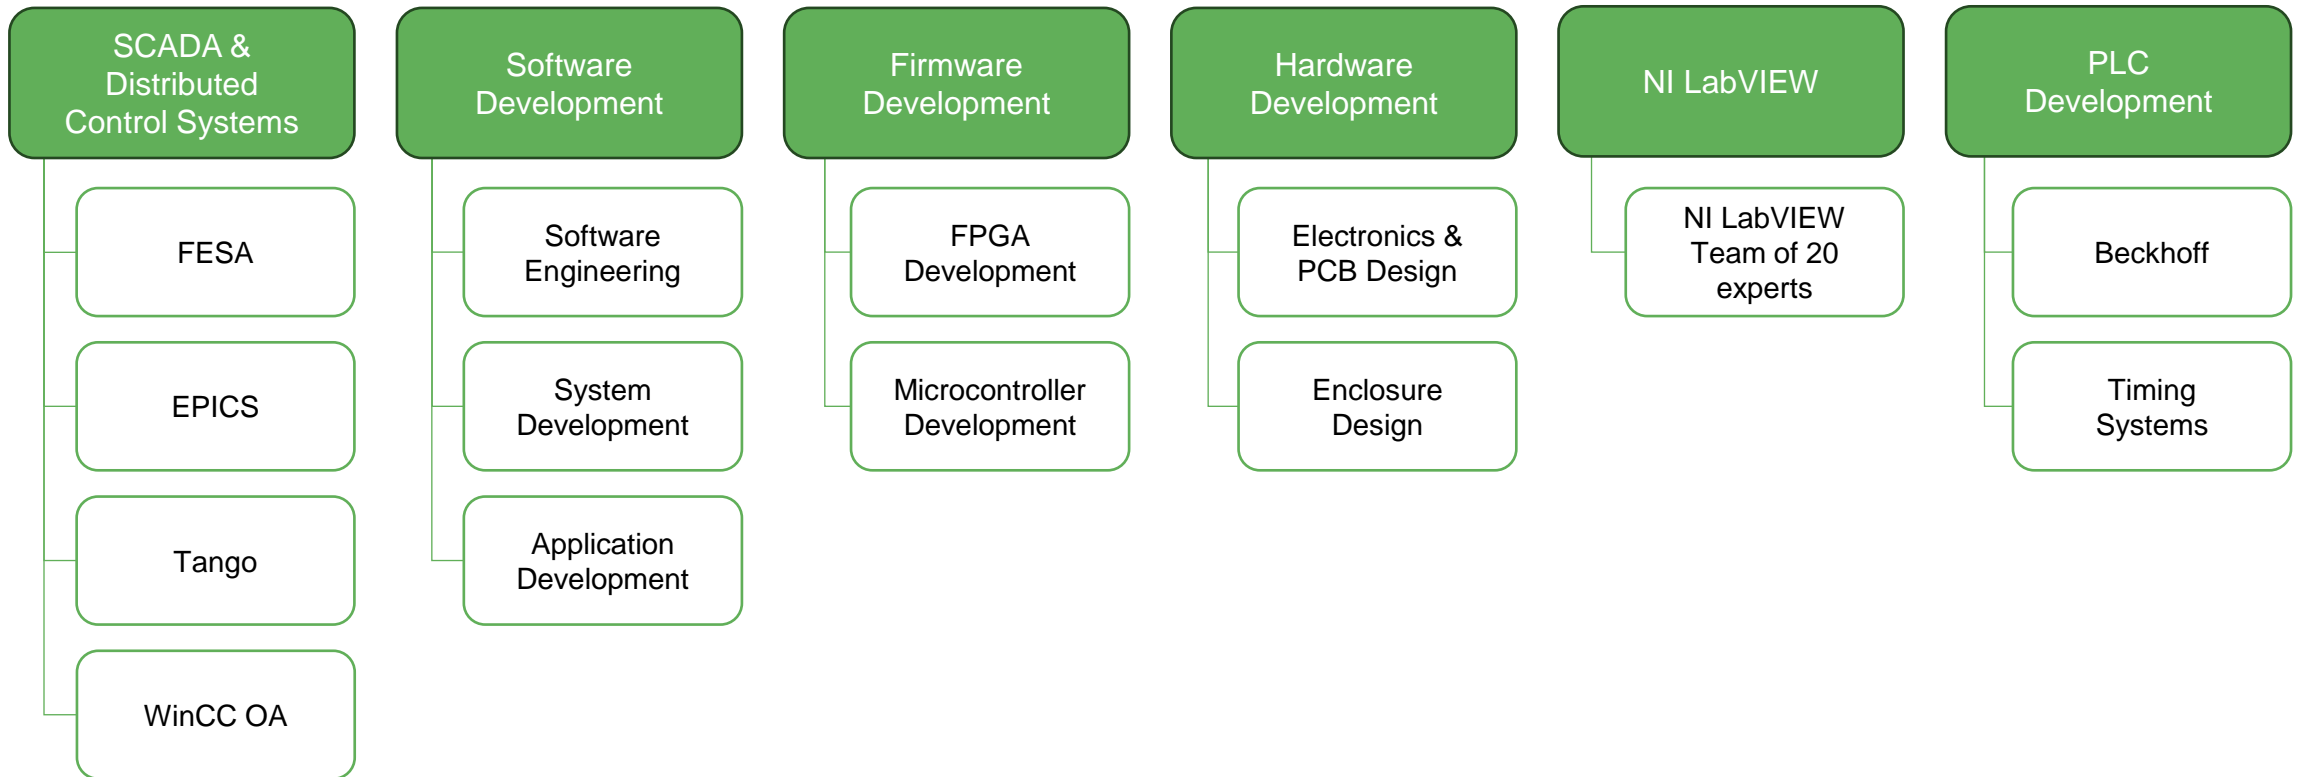 SCADA &
Distributed
Control Systems
FESA
EPICS
Tango
WinCC OA
Software
Development
Software
Engineering
System
Development
Application
Development
Firmware
Development
FPGA
Development
Microcontroller
Development
Hardware
Development
Electronics &
PCB Design
Enclosure
Design
NI LabVIEW
NI LabVIEW
Team of 20
experts
PLC
Development
Beckhoff
Timing
Systems